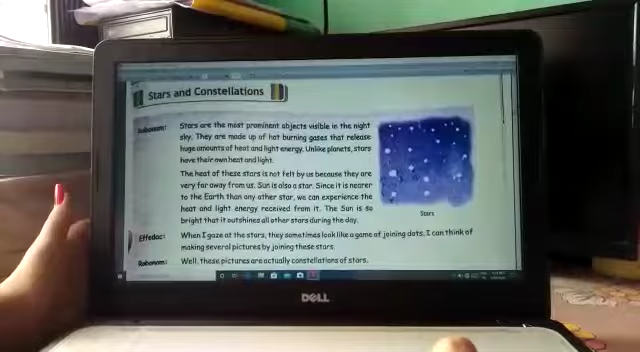 Stars and Constellations
Robonom: Stars are the most prominent objects visible in the night
sky. They are made up of hot burning gases that release
huge amounts of heat and light energy. Unlike planets, stars
have their own heat and light.
The heat of these stars is not felt by us because they are
very far away from us. Sun is also a star. Since it is nearer
to the Earth than any other star, we can experience the
heat and light energy received from it. The Sun is so
bright that it outshines all other stars during the day.
Stars
Effedoc: When I gaze at the stars, they sometimes look like a game of joining dots. I can think of
making several pictures by joining these stars.
Robonom: Well, these pictures are actually constellations of stars.
DELL